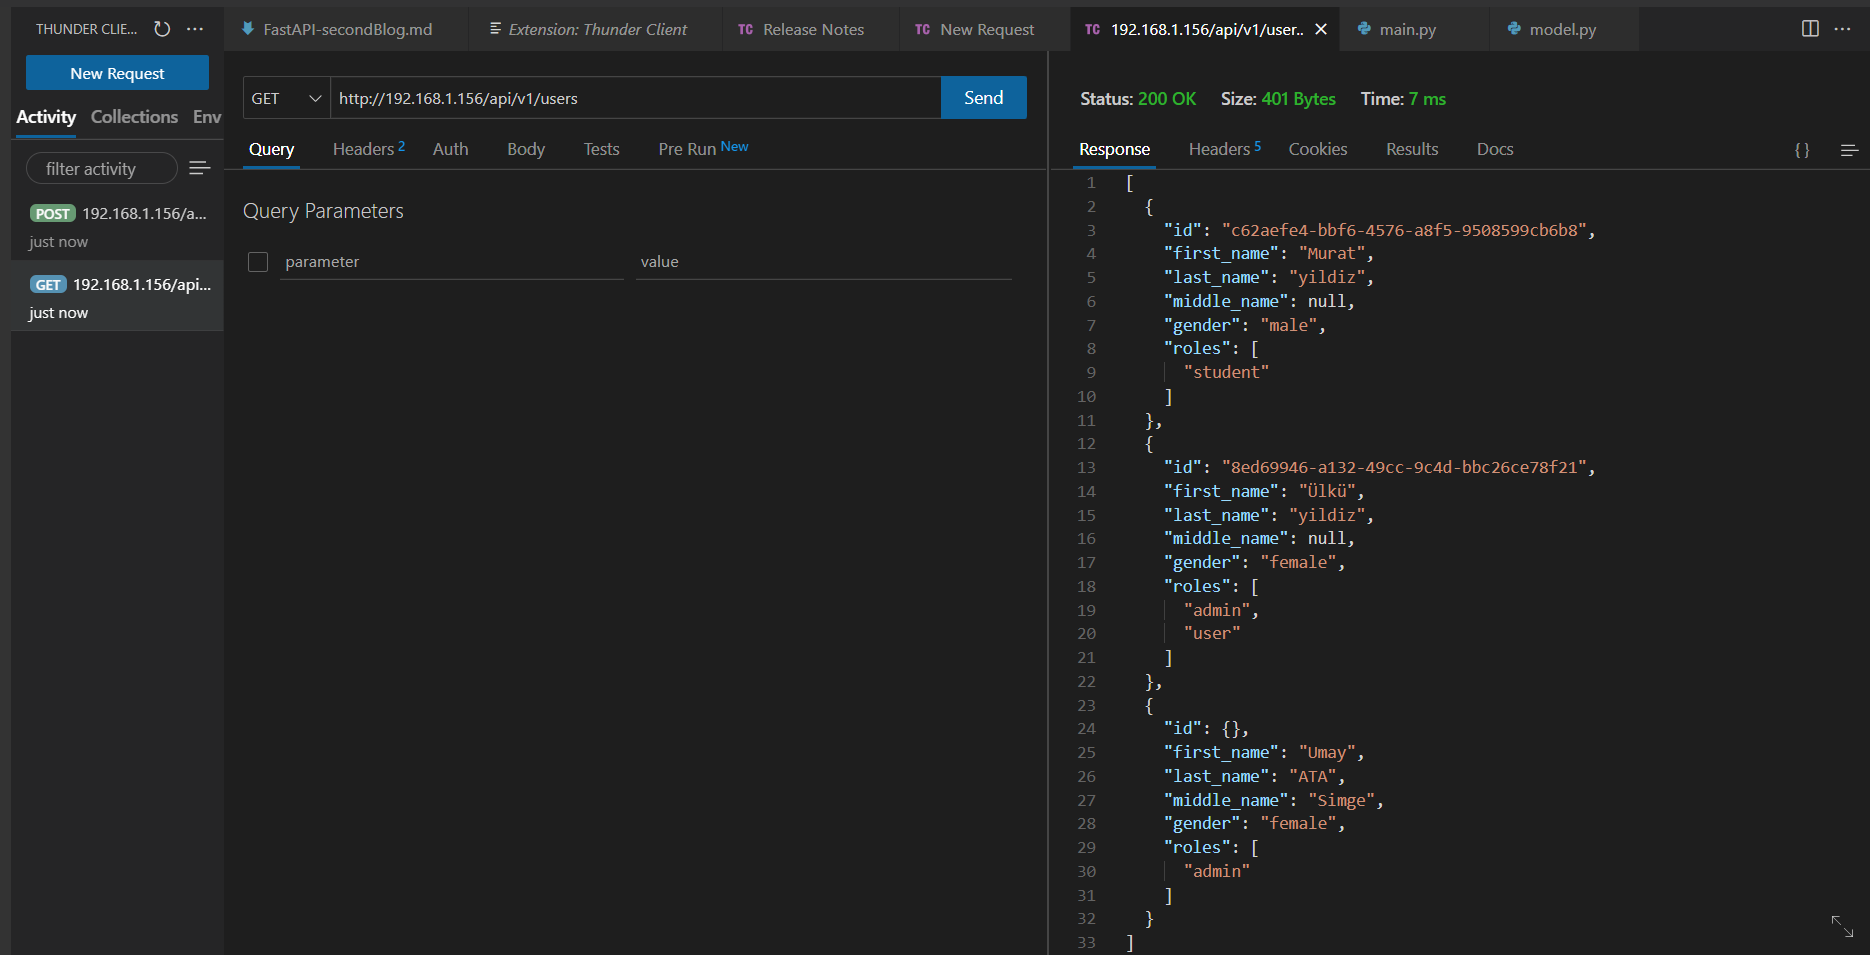 THUNDER CLIE...
FastAPI-secondBlog.md
Extension: Thunder Client
TC Release Notes
TC New Request
TC 192.168.1.156/api/v1/user..
main.py
model.py
New Request
Activity Collections Env
filter activity
POST 192.168.1.156/a...
just now
GET 192.168.1.156/api...
just now
GET http://192.168.1.156/api/v1/users Send
Query Headers 2 Auth Body Tests Pre Run New
Query Parameters
parameter value
Status: 200 OK Size: 401 Bytes Time: 7 ms
Response Headers 5 Cookies Results Docs {}
1 [
2 {
3 "id": "c62aefe4-bbf6-4576-a8f5-9508599cb6b8",
4 "first_name": "Murat",
5 "last_name": "yildiz",
6 "middle_name": null,
7 "gender": "male",
8 "roles": [
9 "student"
10 ]
11 },
12 {
13 "id": "8ed69946-a132-49cc-9c4d-bbc26ce78f21",
14 "first_name": "Ülkü",
15 "last_name": "yildiz",
16 "middle_name": null,
17 "gender": "female",
18 "roles": [
19 "admin",
20 "user"
21 ]
22 },
23 {
24 "id": {},
25 "first_name": "Umay",
26 "last_name": "ATA",
27 "middle_name": "Simge",
28 "gender": "female",
29 "roles": [
30 "admin"
31 ]
32 }
33 ]